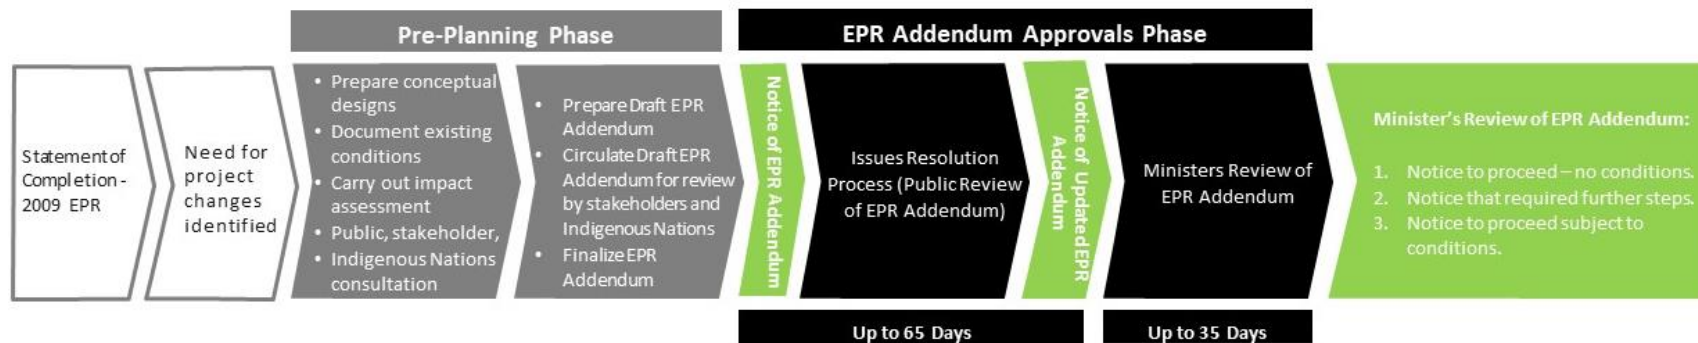 Pre-Planning Phase
EPR Addendum Approvals Phase
Statement of
Completion -
2009 EPR
Need for
project
changes
identified
• Prepare conceptual
designs
• Document existing
conditions
• Carry out impact
assessment
• Public, stakeholder,
• Indigenous Nations
consultation
• Prepare Draft EPR
Addendum
• Circulate Draft EPR
Addendum for review
by stakeholders and
Indigenous Nations
• Finalize EPR
Addendum
Notice of EPR Addendum
Issues Resolution
Process (Public Review
of EPR Addendum)
Notice of Updated EPR
Addendum
Ministers Review of
EPR Addendum
Minister's Review of EPR Addendum:
1. Notice to proceed – no conditions.
2. Notice that required further steps.
3. Notice to proceed subject to
conditions.
Up to 65 Days
Up to 35 Days